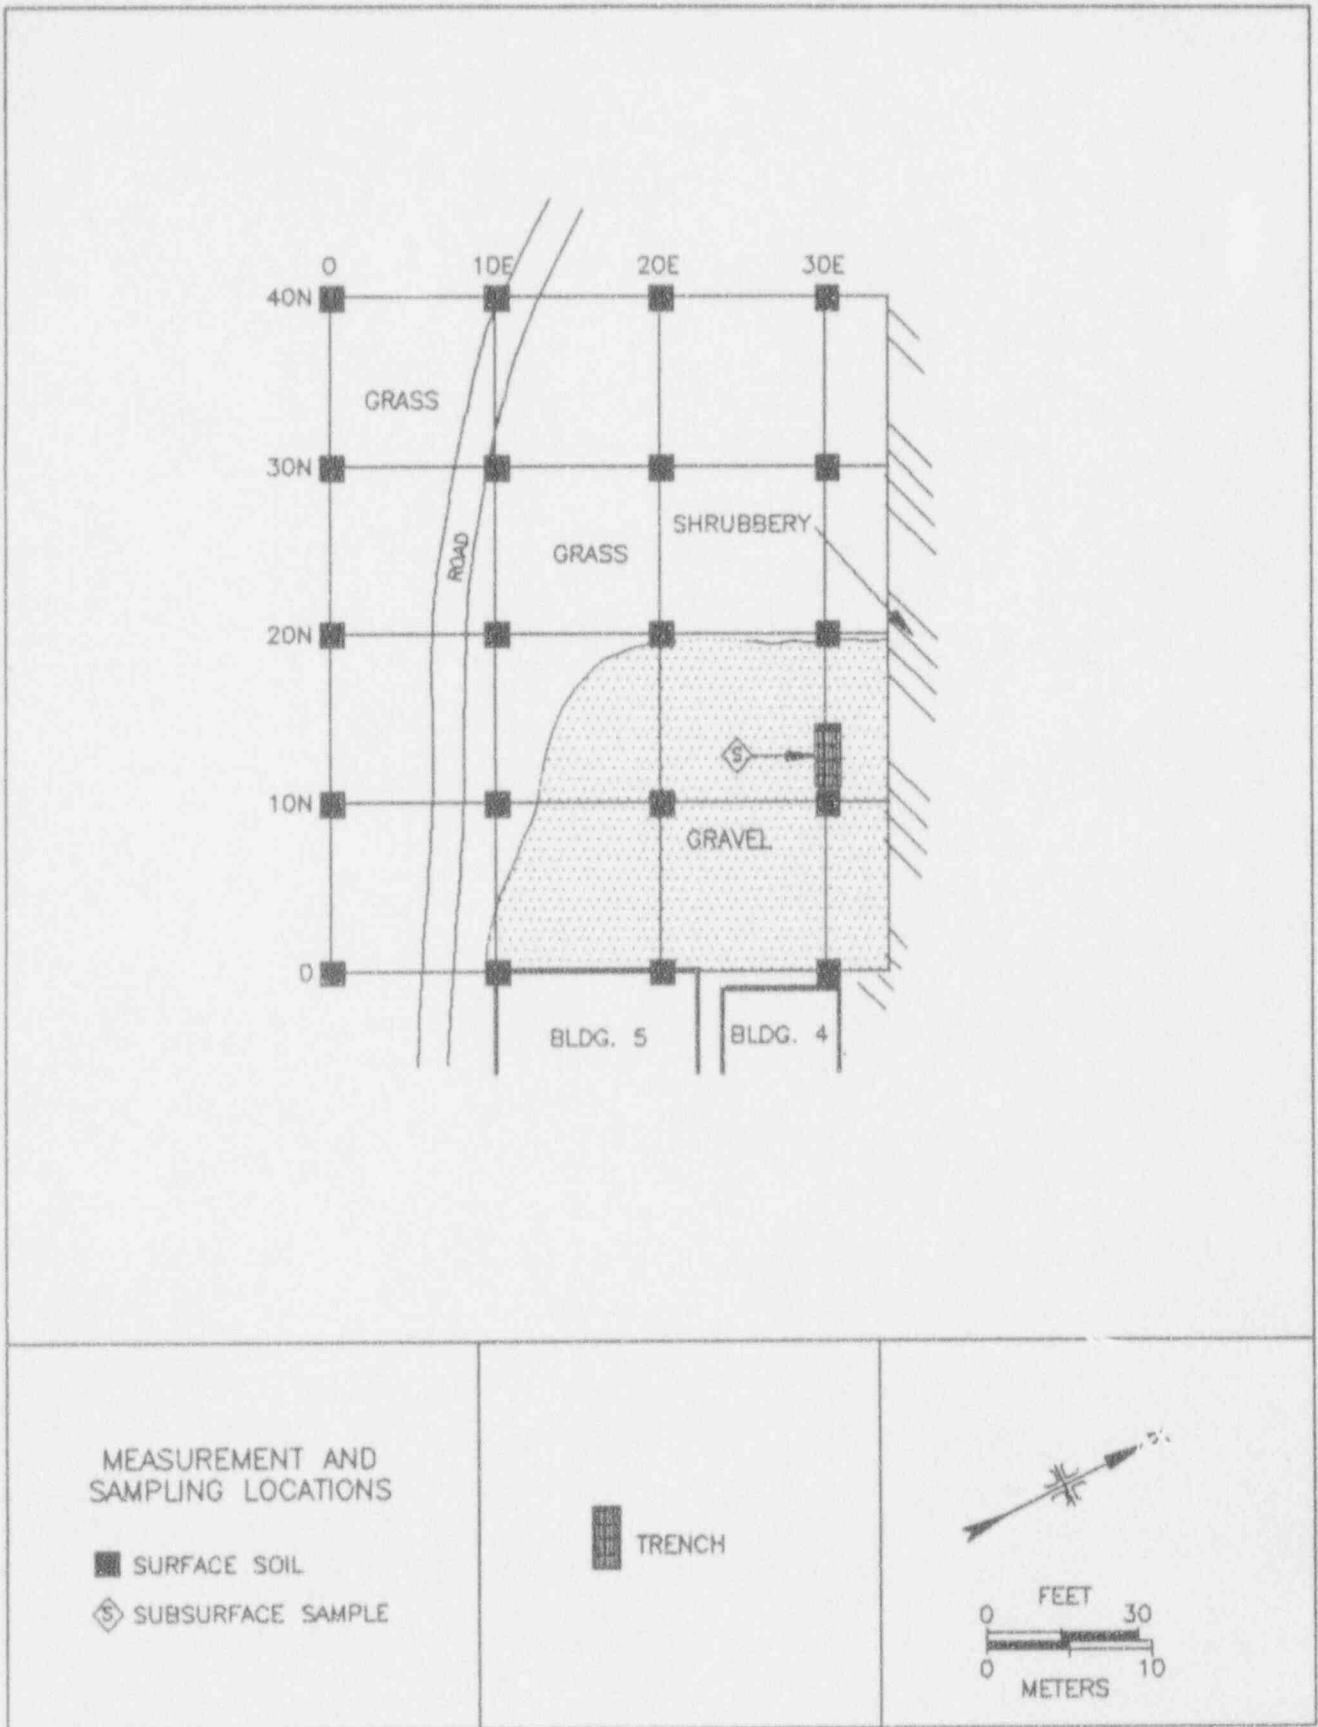 0 10E 20E 30E
40N
GRASS
30N
SHRUBBERY
ROAD
GRASS
20N
S
10N
GRAVEL
0
BLDG. 5
BLDG. 4
MEASUREMENT AND
SAMPLING LOCATIONS
SURFACE SOIL
S SUBSURFACE SAMPLE
TRENCH
FEET
0 30
0 10
METERS